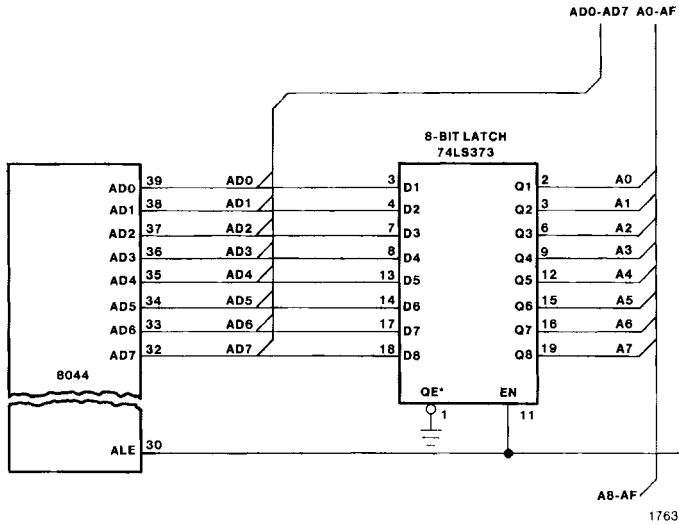 AD0-AD7 A0-AF
8-BIT LATCH
74LS373
AD0 39 AD0 3 D1 Q1 2 A0
AD1 38 AD1 4 D2 Q2 3 A1
AD2 37 AD2 7 D3 Q3 6 A2
AD3 36 AD3 8 D4 Q4 9 A3
AD4 35 AD4 13 D5 Q5 12 A4
AD5 34 AD5 14 D6 Q6 15 A5
AD6 33 AD6 17 D7 Q7 16 A6
AD7 32 AD7 18 D8 Q8 19 A7
8044
QE* EN
1 11
ALE 30
A8-AF
1763